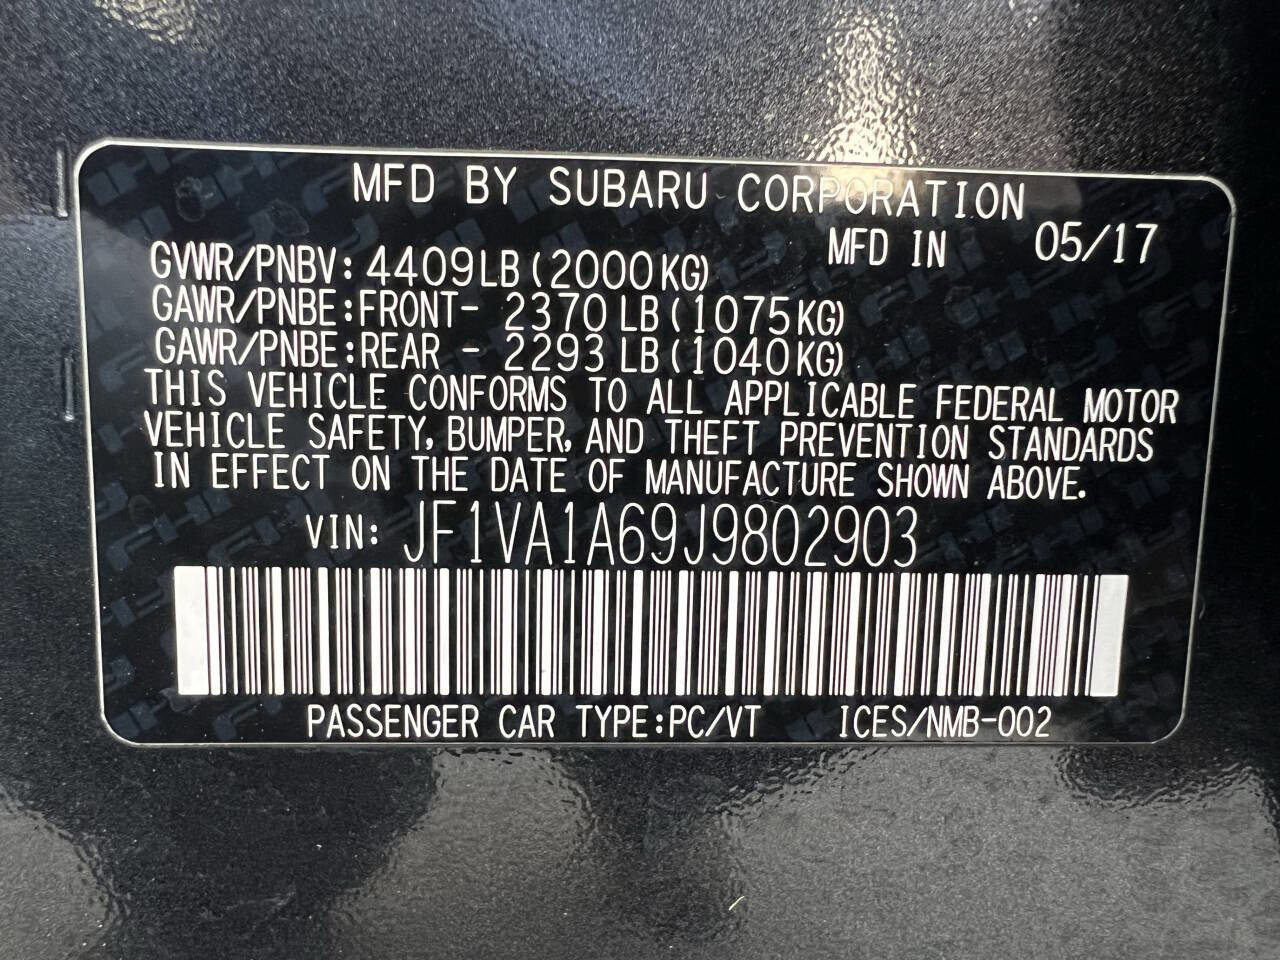 MFD BY SUBARU CORPORATION
MFD IN 05/17
GVWR/PNBV: 4409LB (2000KG)
GAWR/PNBE:FRONT- 2370 LB (1075KG)
GAWR/PNBE:REAR - 2293 LB (1040KG)
THIS VEHICLE CONFORMS TO ALL APPLICABLE FEDERAL MOTOR
VEHICLE SAFETY, BUMPER, AND THEFT PREVENTION STANDARDS
IN EFFECT ON THE DATE OF MANUFACTURE SHOWN ABOVE.
VIN: JF1VA1A69J9802903
PASSENGER CAR TYPE:PC/VT ICES/NMB-002